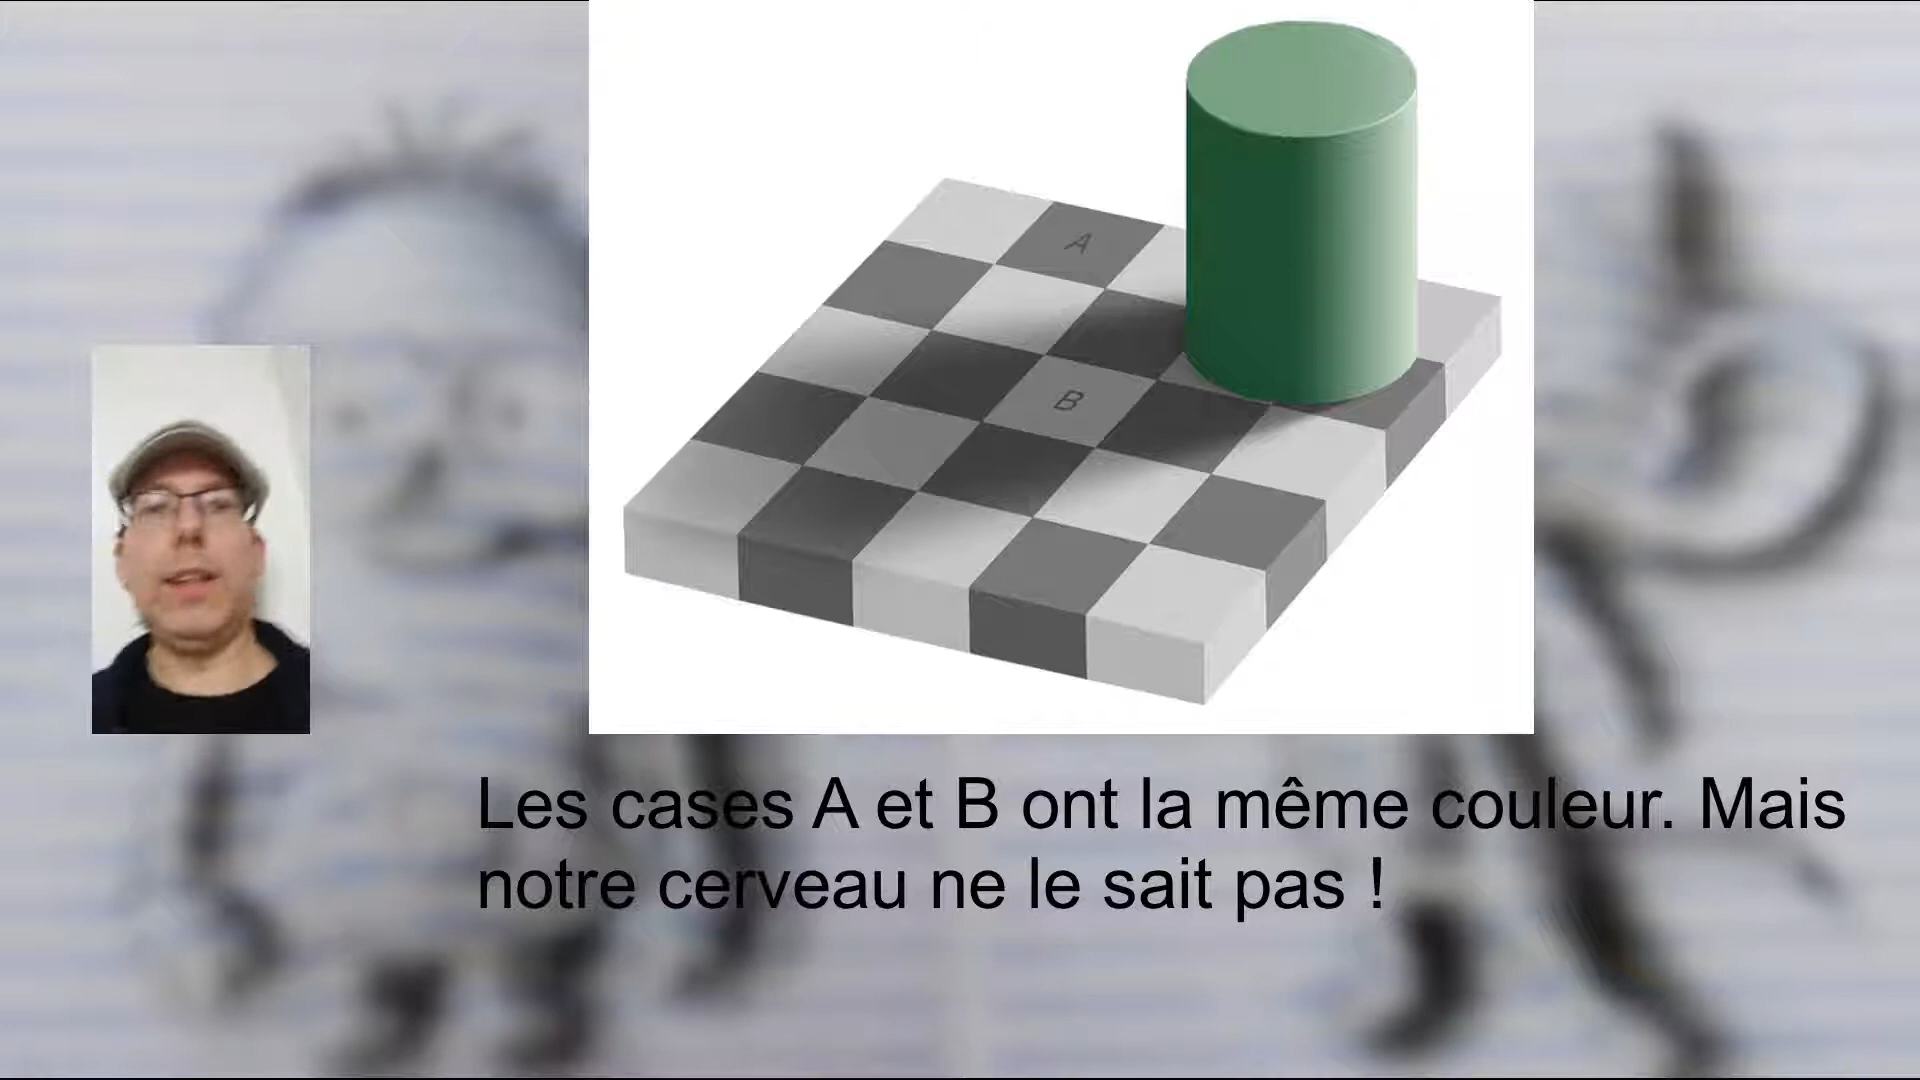 A
B
Les cases A et B ont la même couleur. Mais
notre cerveau ne le sait pas !